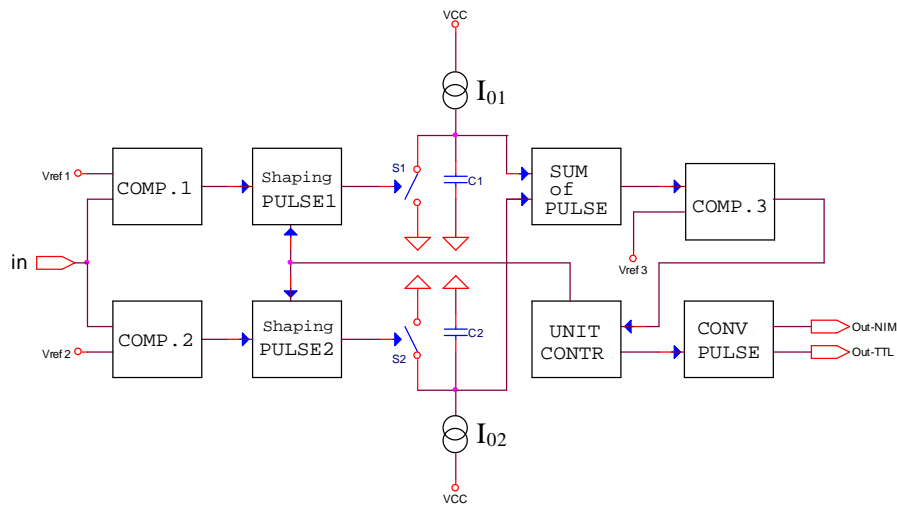 VCC
I01
Vref 1
COMP.1
Shaping
PULSE1
S1
C1
SUM
of
PULSE
COMP.3
Vref 3
in
Vref 2
COMP.2
Shaping
PULSE2
S2
C2
UNIT
CONTR
CONV
PULSE
Out-NIM
Out-TTL
I02
VCC